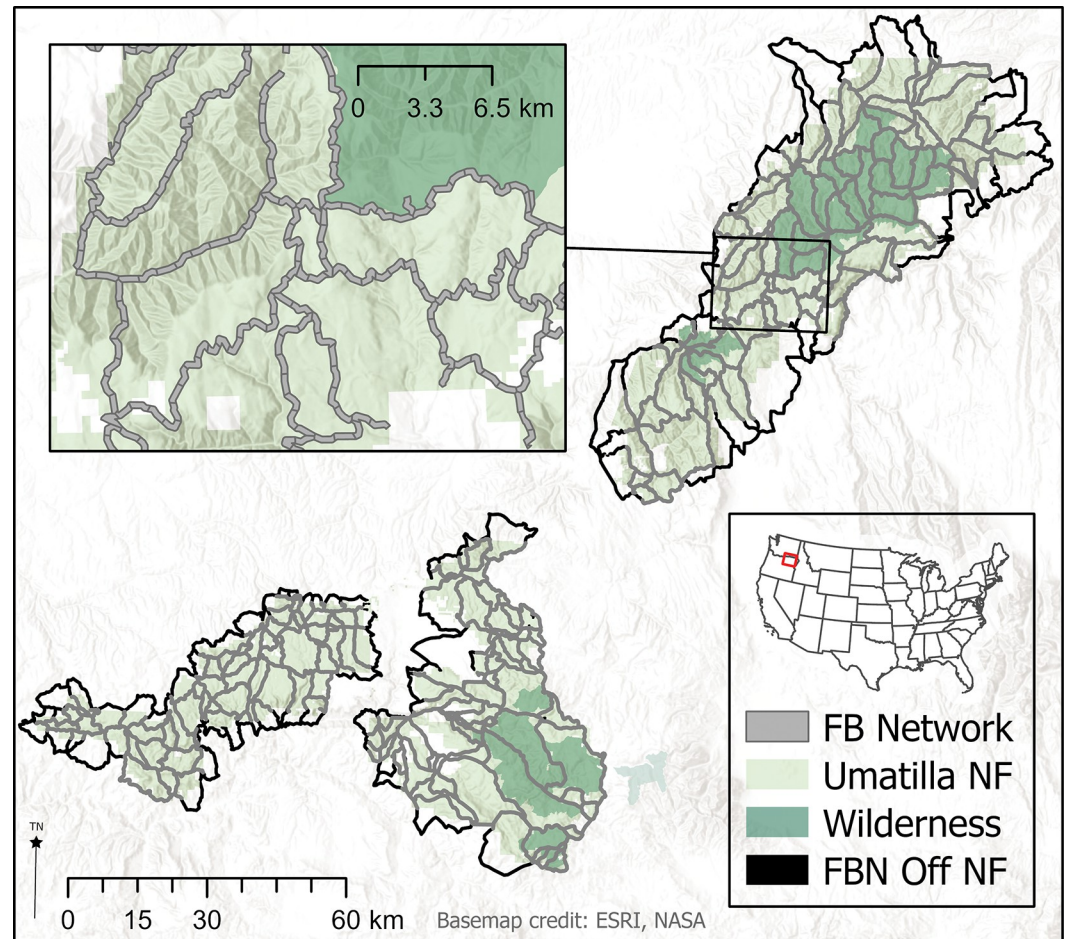 0 3.3 6.5 km
FB Network
Umatilla NF
Wilderness
FBN Off NF
TN
0 15 30 60 km
Basemap credit: ESRI, NASA